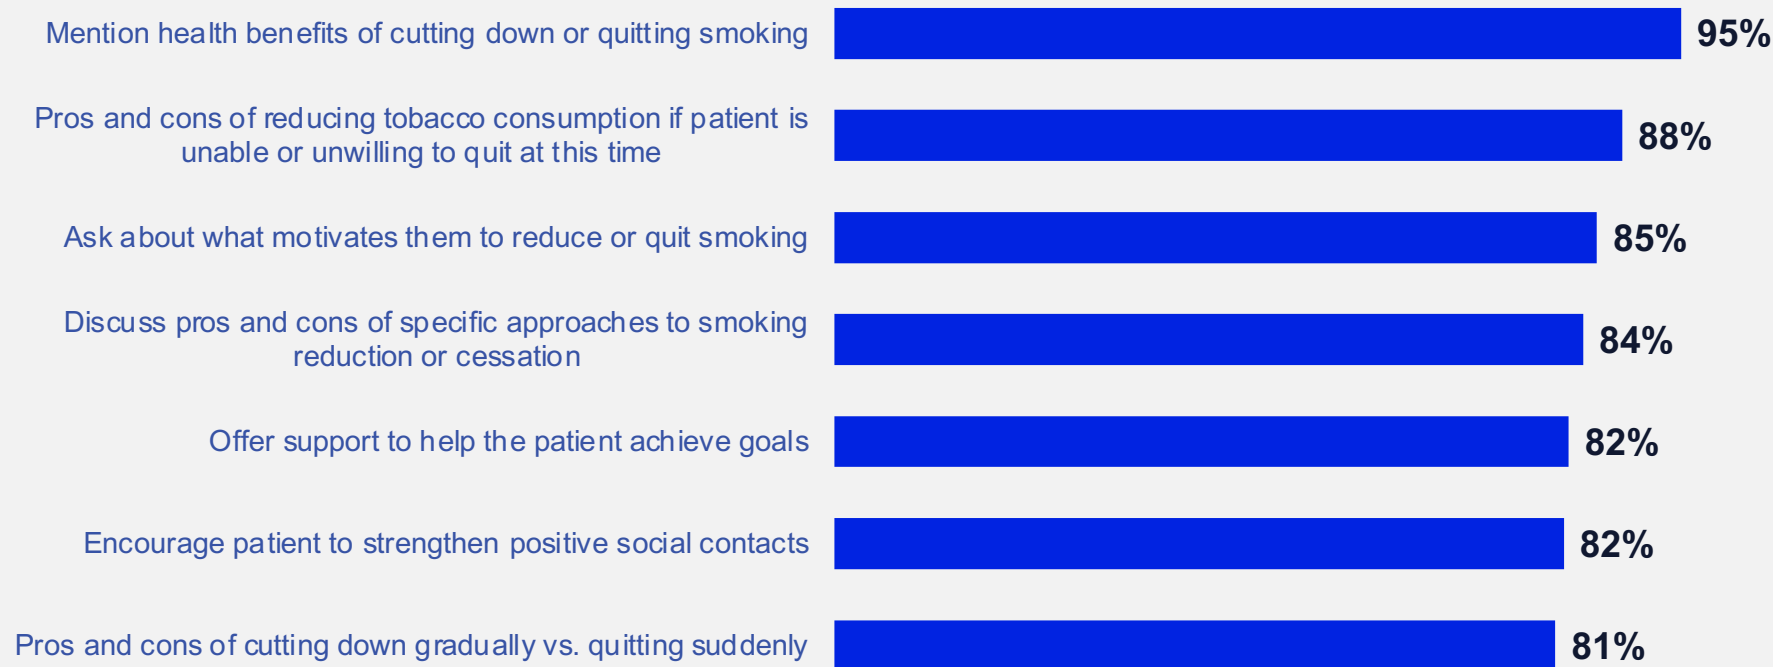 Mention health benefits of cutting down or quitting smoking
95%
Pros and cons of reducing tobacco consumption if patient is
unable or unwilling to quit at this time
88%
Ask about what motivates them to reduce or quit smoking
85%
Discuss pros and cons of specific approaches to smoking
reduction or cessation
84%
Offer support to help the patient achieve goals
82%
Encourage patient to strengthen positive social contacts
82%
Pros and cons of cutting down gradually vs. quitting suddenly
81%